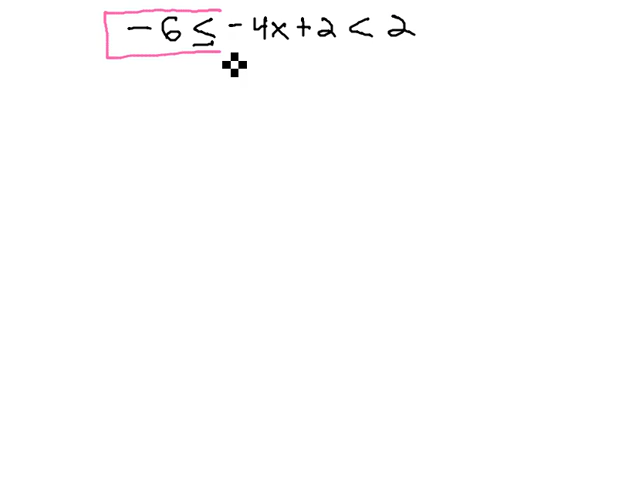 - 6 ≤ - 4x + 2 < 2